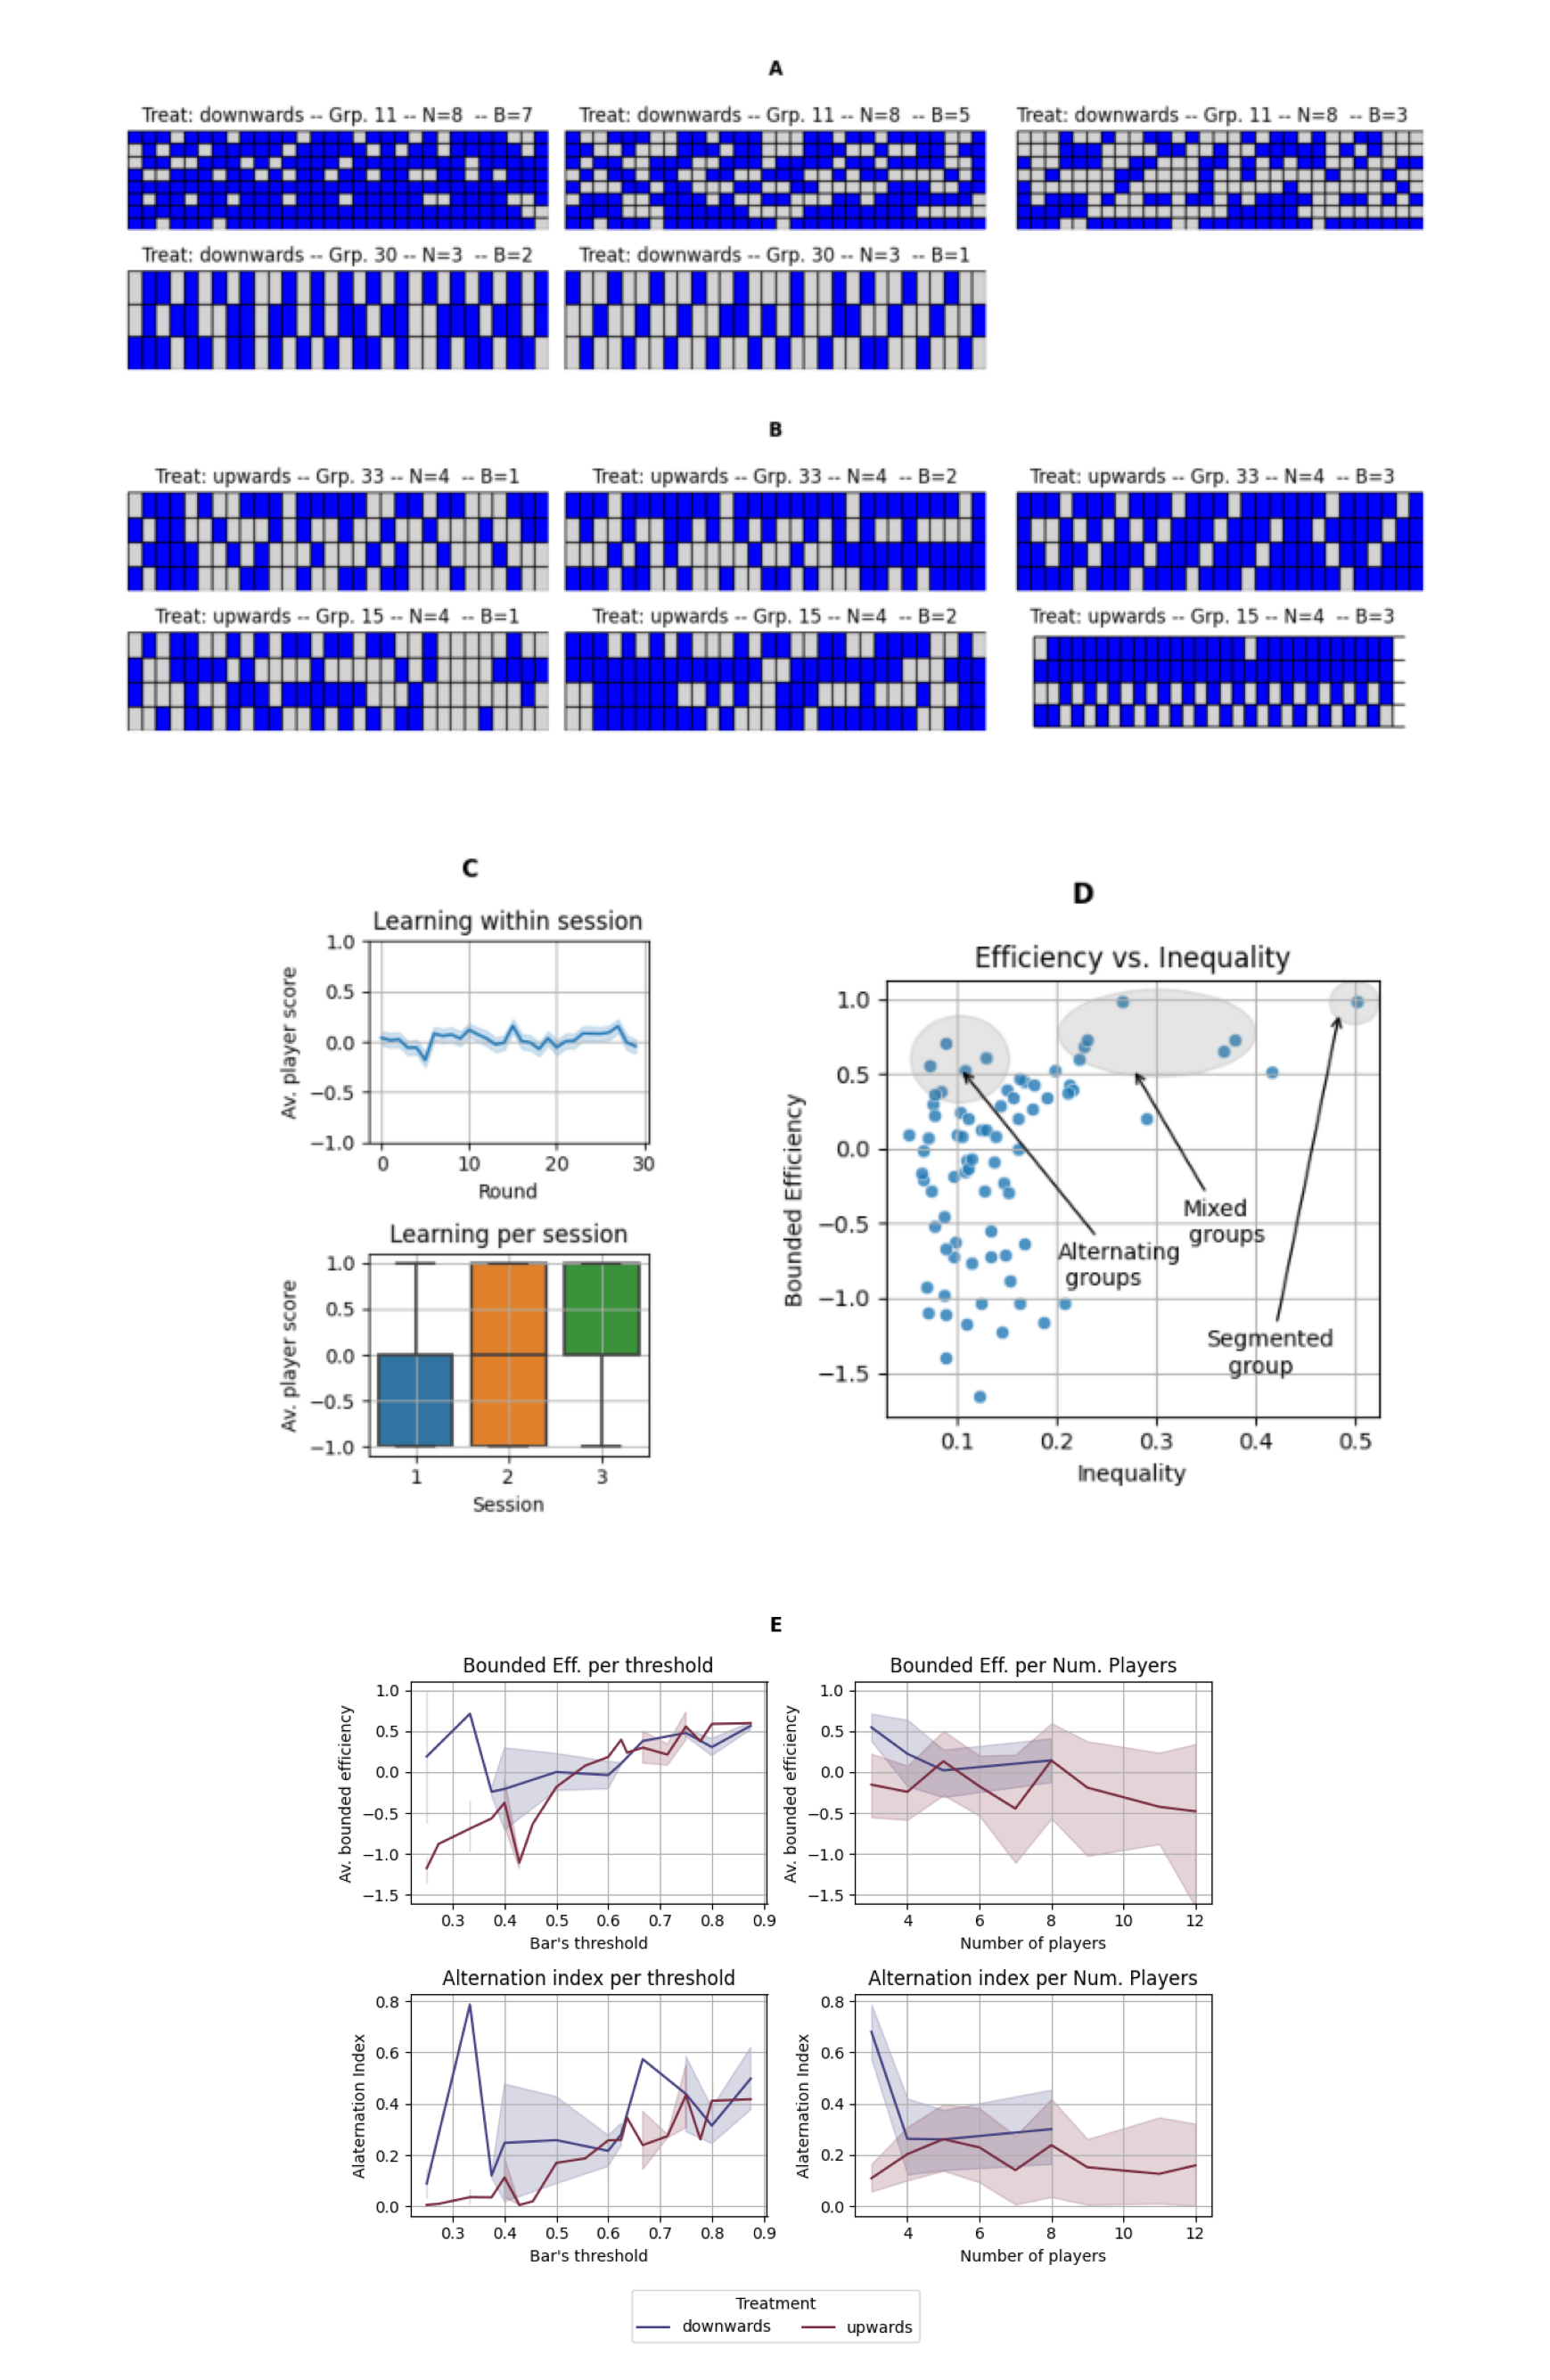 A
Treat: downwards -- Grp. 11 -- N=8 -- B=7
Treat: downwards -- Grp. 11 -- N=8 -- B=5
Treat: downwards -- Grp. 11 -- N=8 -- B=3
Treat: downwards -- Grp. 30 -- N=3 -- B=2
Treat: downwards -- Grp. 30 -- N=3 -- B=1
B
Treat: upwards -- Grp. 33 -- N=4 -- B=1
Treat: upwards -- Grp. 33 -- N=4 -- B=2
Treat: upwards -- Grp. 33 -- N=4 -- B=3
Treat: upwards -- Grp. 15 -- N=4 -- B=1
Treat: upwards -- Grp. 15 -- N=4 -- B=2
Treat: upwards -- Grp. 15 -- N=4 -- B=3
C
Learning within session
Av. player score
1.0
0.5
0.0
−0.5
−1.0
0 10 20 30
Round
Learning per session
Av. player score
1.0
0.5
0.0
−0.5
−1.0
1 2 3
Session
D
Efficiency vs. Inequality
Bounded Efficiency
1.0
0.5
0.0
−0.5
−1.0
−1.5
Mixed
groups
Alternating
groups
Segmented
group
0.1 0.2 0.3 0.4 0.5
Inequality
E
Bounded Eff. per threshold
Av. bounded efficiency
1.0
0.5
0.0
−0.5
−1.0
−1.5
0.3 0.4 0.5 0.6 0.7 0.8 0.9
Bar's threshold
Bounded Eff. per Num. Players
Av. bounded efficiency
1.0
0.5
0.0
−0.5
−1.0
−1.5
4 6 8 10 12
Number of players
Alternation index per threshold
Alaternation Index
0.8
0.6
0.4
0.2
0.0
0.3 0.4 0.5 0.6 0.7 0.8 0.9
Bar's threshold
Alternation index per Num. Players
Alaternation Index
0.8
0.6
0.4
0.2
0.0
4 6 8 10 12
Number of players
Treatment
downwards upwards